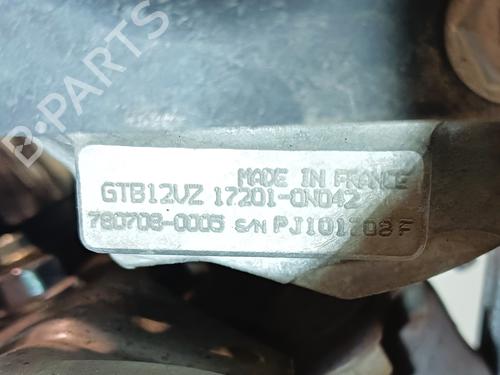 B-PARTS
MADE IN FRANCE
GTB12VZ 17201-0N042
780708-0005 S/N PJ101708F